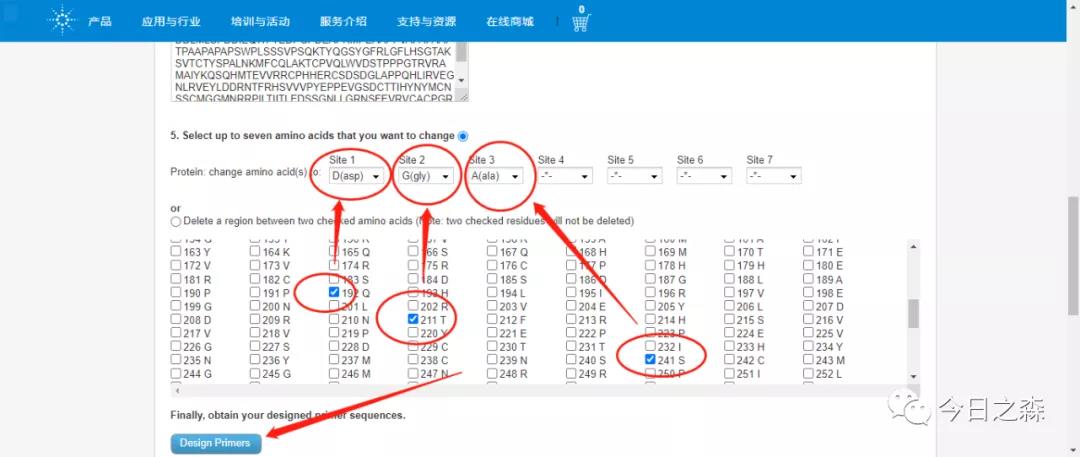 产品 应用与行业 培训与活动 服务介绍 支持与资源 在线商城 0
TPAAPAPAPSWPLSSSVPSQKTYQGSYGFRLGFLHSGTAK
SVTCTYSPALNKMFCQLAKTCPVQLWVDSTPPPGTRVRA
MAIYKQSQHMTEVVRRCPHHERCSDSDGLAPPQHLIRVEG
NLRVEYLDDRNTFRHSVVVPYEPPEVGSDCTTIHYNYMCN
SSCMGGMNRRPILTIITLEDSSGNLLGRNSFEVRVCACPGR
5. Select up to seven amino acids that you want to change
Site 1 Site 2 Site 3 Site 4 Site 5 Site 6 Site 7
Protein: change amino acid(s) to: D(asp) G(gly) A(ala) -*- -*- -*- -*-
or
Delete a region between two checked amino acids (Note: two checked residues will not be deleted)
163 Y 164 K 165 Q 166 S 167 Q 168 H 169 M 170 T 171 E
172 V 173 V 174 R 175 R 176 C 177 P 178 H 179 H 180 E
181 R 182 C 183 S 184 D 185 S 186 D 187 G 188 L 189 A
190 P 191 P 192 Q 193 H 194 L 195 I 196 R 197 V 198 E
199 G 200 N 201 L 202 R 203 V 204 E 205 Y 206 L 207 D
208 D 209 R 210 N 211 T 212 F 213 R 214 H 215 S 216 V
217 V 218 V 219 P 220 Y 221 E 222 P 223 P 224 E 225 V
226 G 227 S 228 D 229 C 230 T 231 T 232 I 233 H 234 Y
235 N 236 Y 237 M 238 C 239 N 240 S 241 S 242 C 243 M
244 G 245 G 246 M 247 N 248 R 249 R 250 P 251 I 252 L
Finally, obtain your designed primer sequences.
Design Primers
今日之森